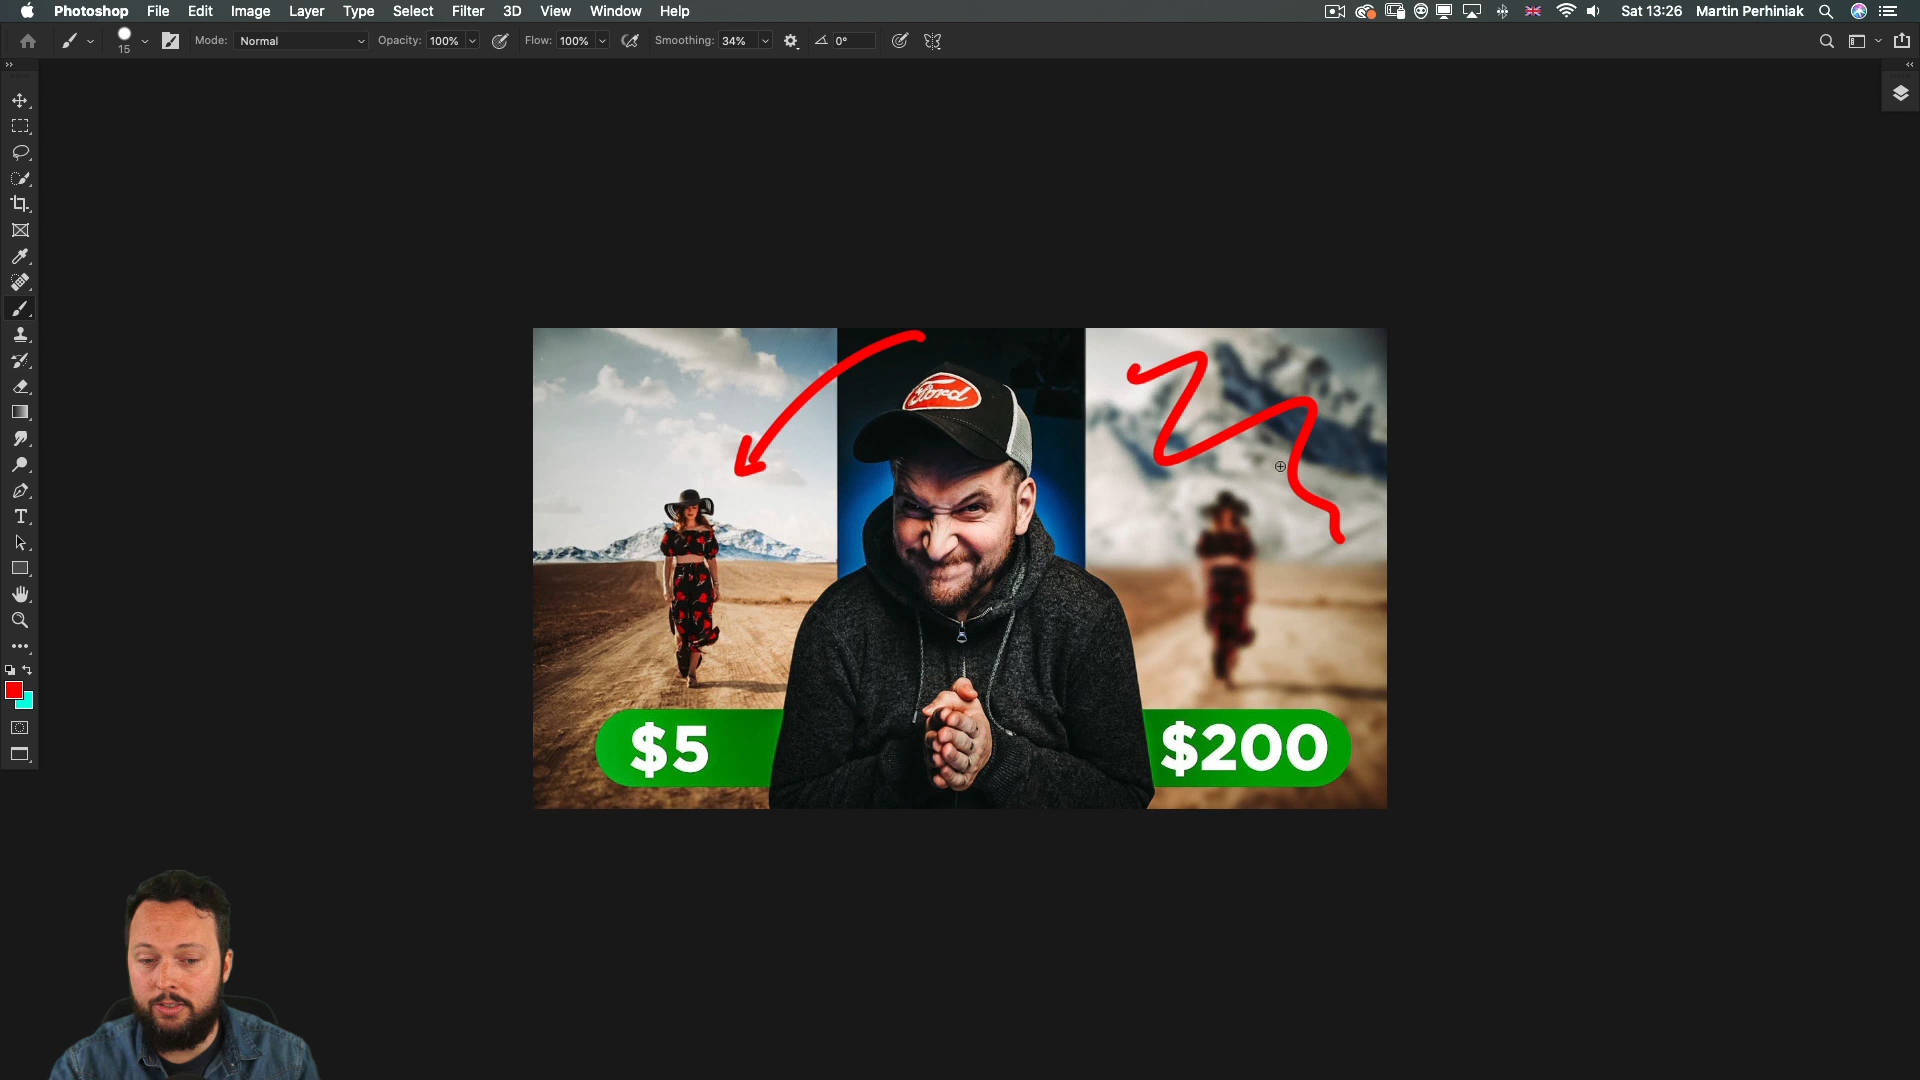 Photoshop File Edit Image Layer Type Select Filter 3D View Window Help Sat 13:26 Martin Perhiniak
15 Mode: Normal Opacity: 100% Flow: 100% Smoothing: 34% 0°
Ford
$5 $200